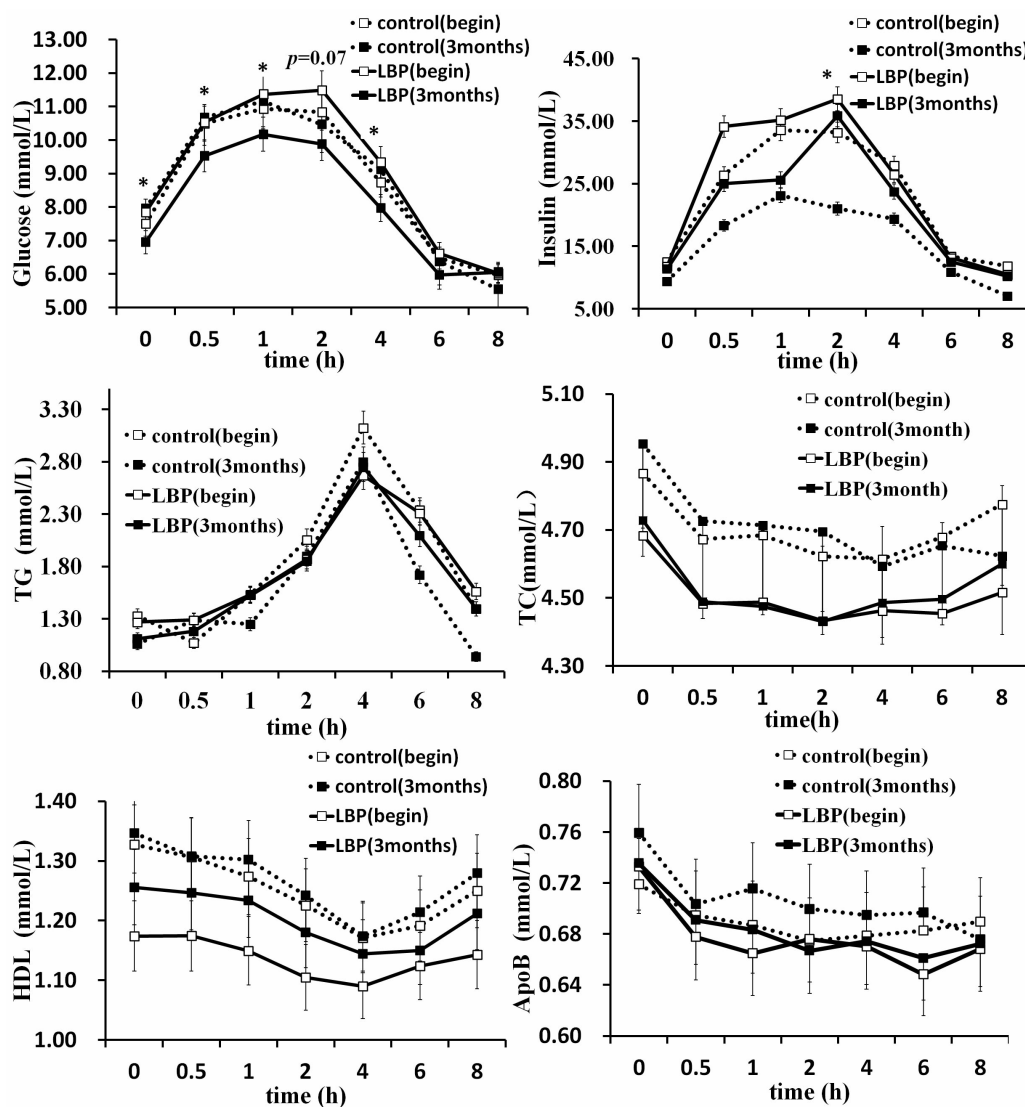 control(begin)
control(3months)
LBP(begin)
LBP(3months)
13.00
12.00
11.00
10.00
9.00
8.00
7.00
6.00
5.00
Glucose (mmol/L)
*
*
*
p=0.07
*
0 0.5 1 2 4 6 8
time (h)
control(begin)
control(3months)
LBP(begin)
LBP(3months)
45.00
35.00
25.00
15.00
5.00
Insulin (mmol/L)
*
0 0.5 1 2 4 6 8
time (h)
control(begin)
control(3months)
LBP(begin)
LBP(3months)
3.30
2.80
2.30
1.80
1.30
0.80
TG (mmol/L)
0 0.5 1 2 4 6 8
time (h)
control(begin)
control(3month)
LBP(begin)
LBP(3month)
5.10
4.90
4.70
4.50
4.30
TC(mmol/L)
0 0.5 1 2 4 6 8
time(h)
control(begin)
control(3months)
LBP(begin)
LBP(3months)
1.40
1.30
1.20
1.10
1.00
HDL (mmol/L)
0 0.5 1 2 4 6 8
time (h)
control(begin)
control(3months)
LBP(begin)
LBP(3months)
0.80
0.76
0.72
0.68
0.64
0.60
ApoB (mmol/L)
0 0.5 1 2 4 6 8
time (h)